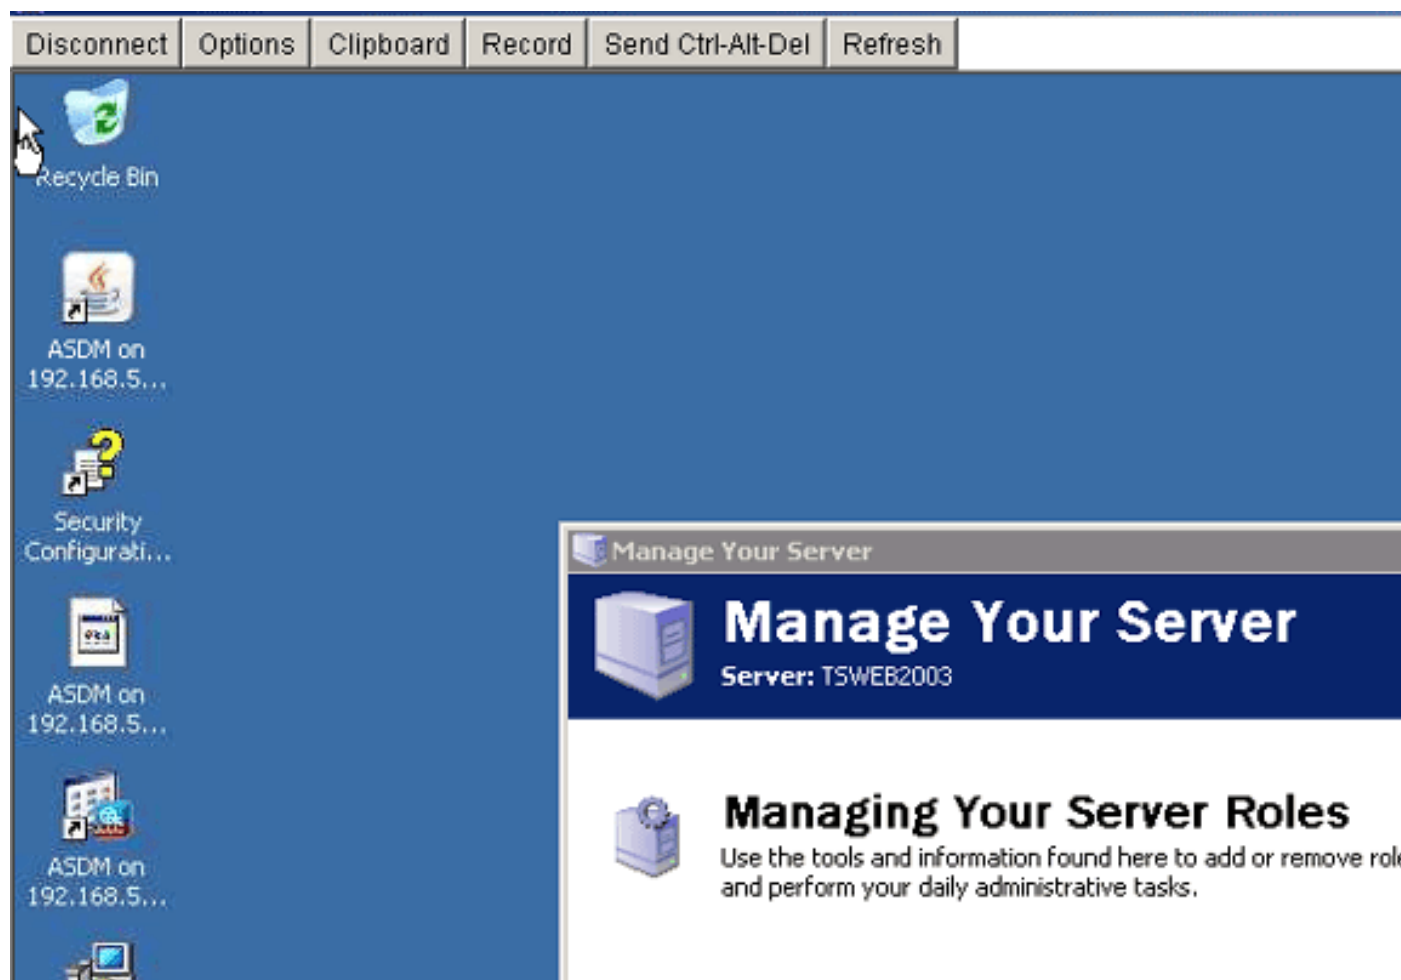 Disconnect Options Clipboard Record Send Ctrl-Alt-Del Refresh
Recycle Bin
ASDM on
192.168.5...
Security
Configurati...
ASDM on
192.168.5...
ASDM on
192.168.5...
Manage Your Server
Manage Your Server
Server: TSWEB2003
Managing Your Server Roles
Use the tools and information found here to add or remove role
and perform your daily administrative tasks.